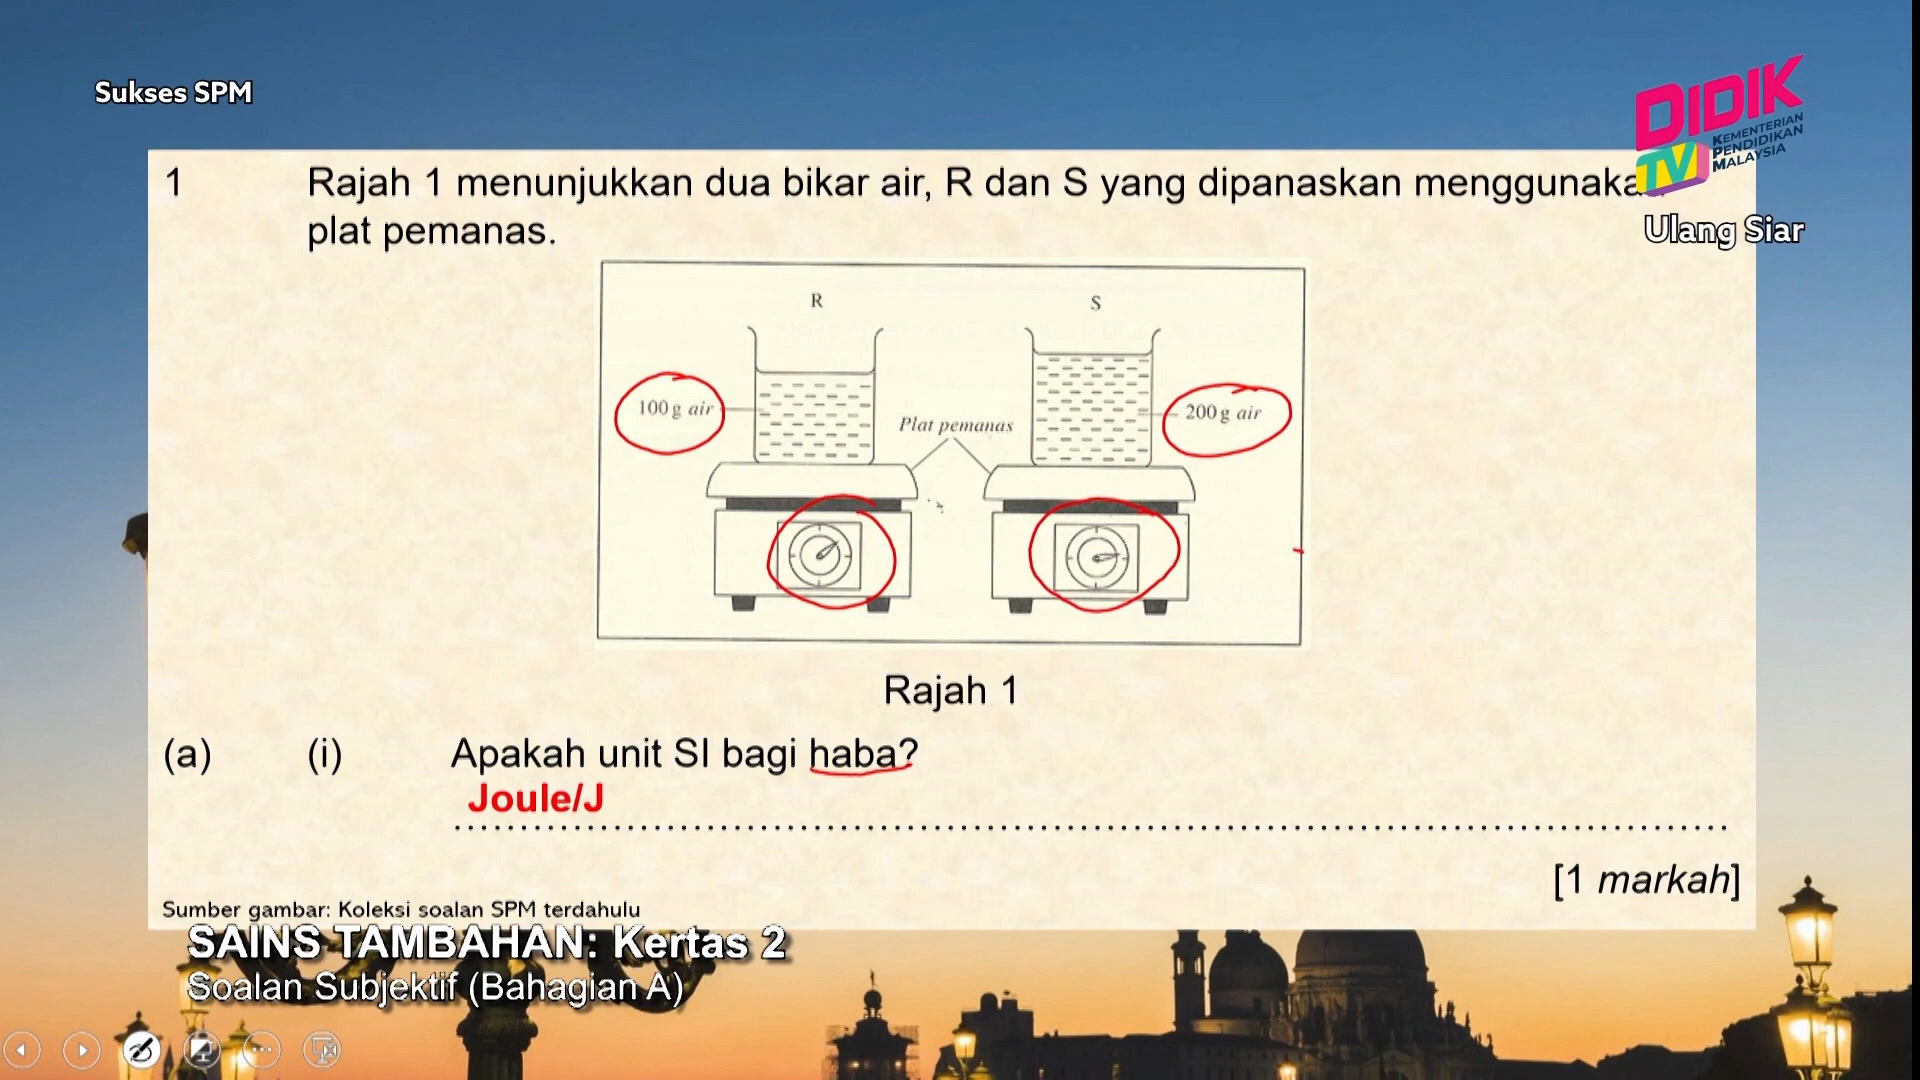 Sukses SPM
DIDIK
TV
KEMENTERIAN
PENDIDIKAN
MALAYSIA
Ulang Siar
1 Rajah 1 menunjukkan dua bikar air, R dan S yang dipanaskan menggunaka
plat pemanas.
R S
100 g air
Plat pemanas
200 g air
Rajah 1
(a) (i) Apakah unit SI bagi haba?
Joule/J
[1 markah]
Sumber gambar: Koleksi soalan SPM terdahulu
SAINS TAMBAHAN: Kertas 2
Soalan Subjektif (Bahagian A)